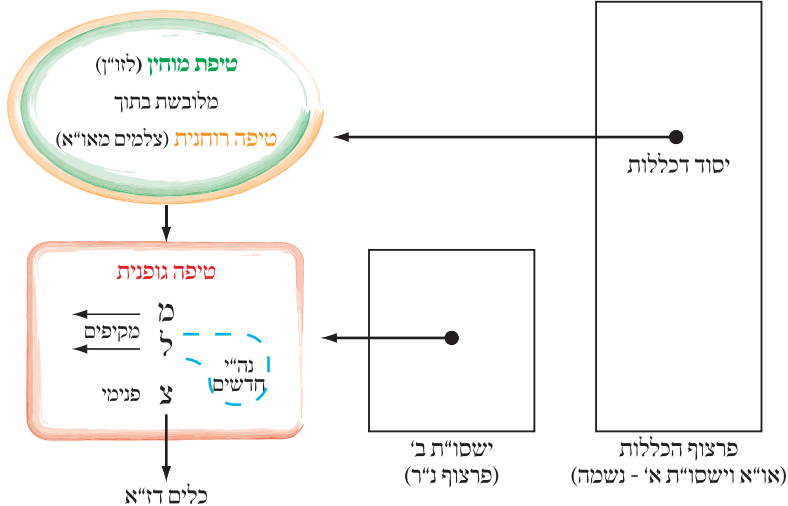 טיפת מוחין (לזו״ן)
מלובשת בתוך
טיפה רוחנית (צלמים מאו״א)
יסוד דכללות
טיפה גופנית
מ
מקיפים
ל
נה״י
חדשים
צ
פנימי
כלים דז״א
ישסו״ת ב׳
(פרצוף נ״ר)
פרצוף הכללות
(או״א וישסו״ת א׳ - נשמה)